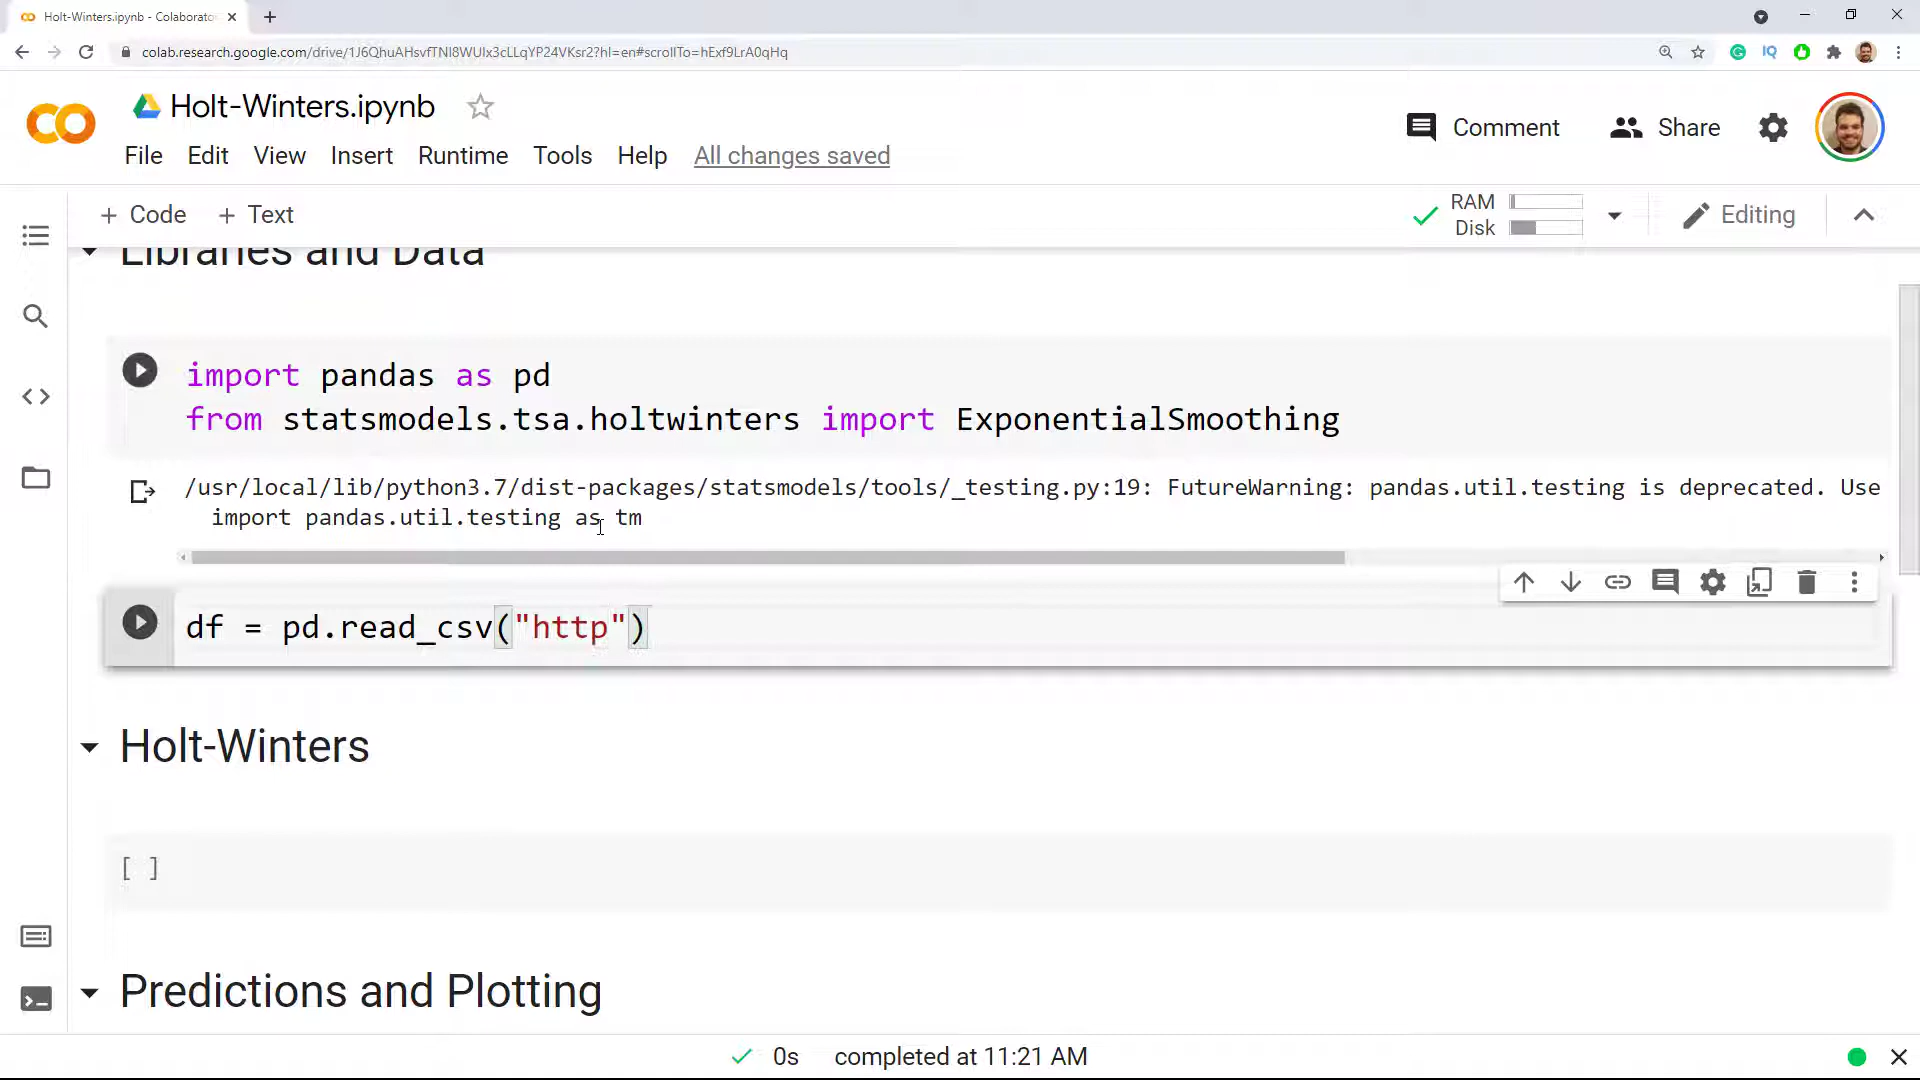 Holt-Winters.ipynb - Colaborato
colab.research.google.com/drive/1J6QhuAHsvfTNI8WUIx3cLLqYP24VKsr2?hl=en#scrollTo=hExf9LrA0qHq
Holt-Winters.ipynb
Comment
Share
File Edit View Insert Runtime Tools Help All changes saved
+ Code + Text
RAM
Disk
Editing
Libraries and Data
import pandas as pd
from statsmodels.tsa.holtwinters import ExponentialSmoothing
/usr/local/lib/python3.7/dist-packages/statsmodels/tools/_testing.py:19: FutureWarning: pandas.util.testing is deprecated. Use
import pandas.util.testing as tm
df = pd.read_csv("http")
Holt-Winters
[ ]
Predictions and Plotting
0s completed at 11:21 AM